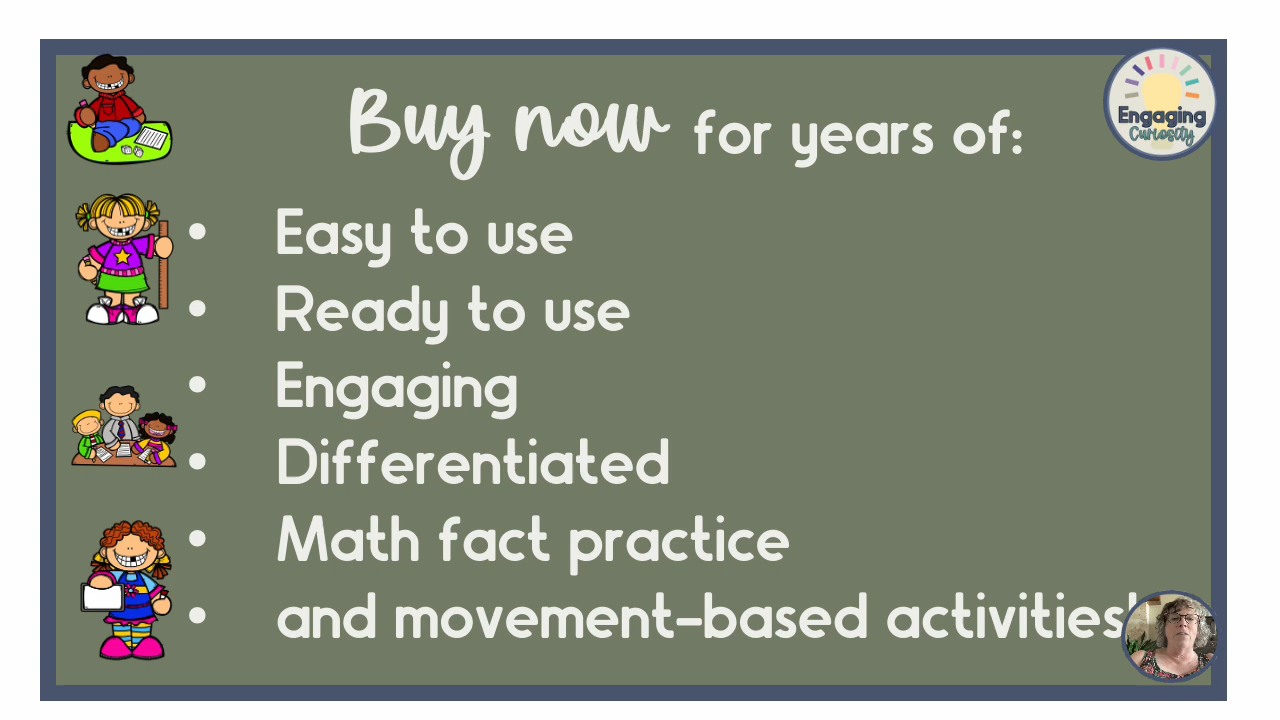 Buy now for years of:
Engaging
Curiosity
• Easy to use
• Ready to use
• Engaging
• Differentiated
• Math fact practice
• and movement-based activities!